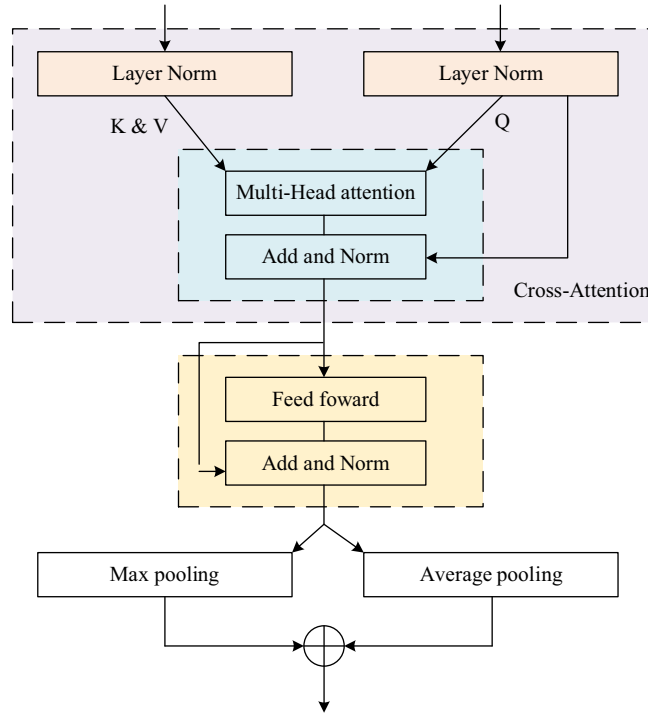 Layer Norm
Layer Norm
K & V
Q
Multi-Head attention
Add and Norm
Cross-Attention
Feed foward
Add and Norm
Max pooling
Average pooling